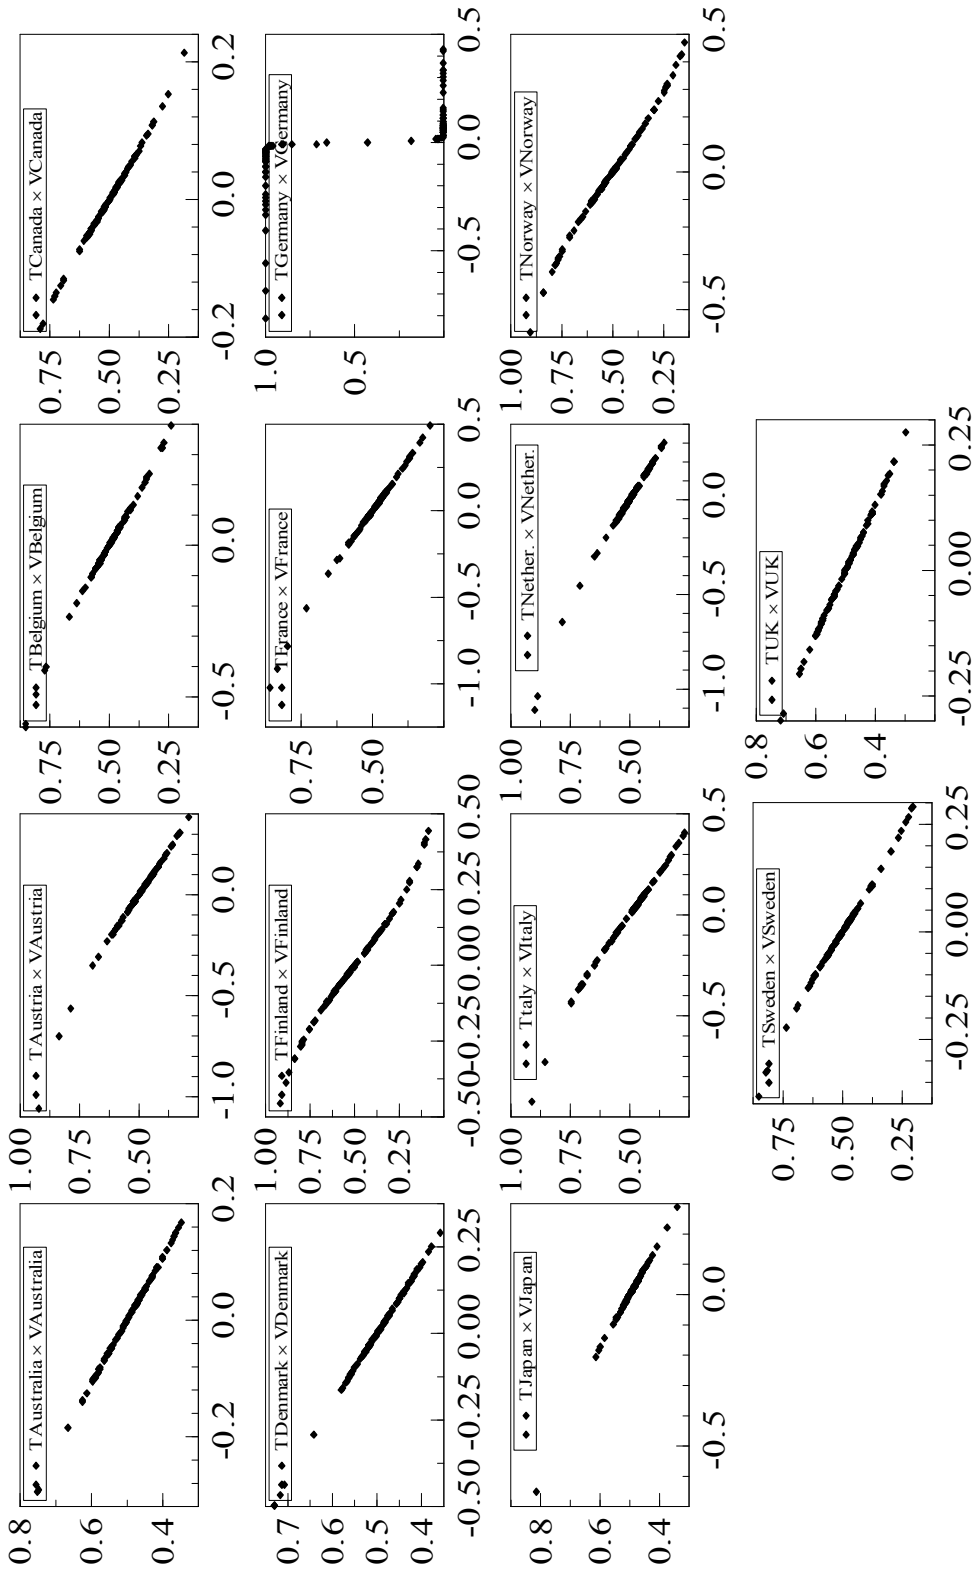 TAustralia × VAustralia
0.8
0.6
0.4
-0.2 0.0 0.2
TAustria × VAustria
1.00
0.50
-1.0 -0.5 0.0
TBelgium × VBelgium
0.75
0.50
0.25
-0.5 0.0
TCanada × VCanada
0.75
0.50
0.25
-0.2 0.0 0.2
TDenmark × VDenmark
0.7
0.6
0.5
0.4
-0.50 -0.25 0.00 0.25
TFinland × VFinland
1.00
0.75
0.50
0.25
-0.50 -0.25 0.00 0.25 0.50
TFrance × VFrance
0.75
0.50
-1.0 -0.5 0.0 0.5
TGermany × VGermany
1.0
0.5
-0.5 0.0 0.5
TJapan × VJapan
0.8
0.6
0.4
-0.5 0.0
Ttaly × VItaly
1.00
0.75
0.50
-0.5 0.0 0.5
TNether. × VNether.
1.00
0.75
0.50
-1.0 -0.5 0.0
TNorway × VNorway
1.00
0.75
0.50
0.25
-0.5 0.0 0.5
TSweden × VSweden
0.75
0.50
0.25
0.00 0.25
TUK × VUK
0.8
0.6
0.4
-0.25 0.00 0.25